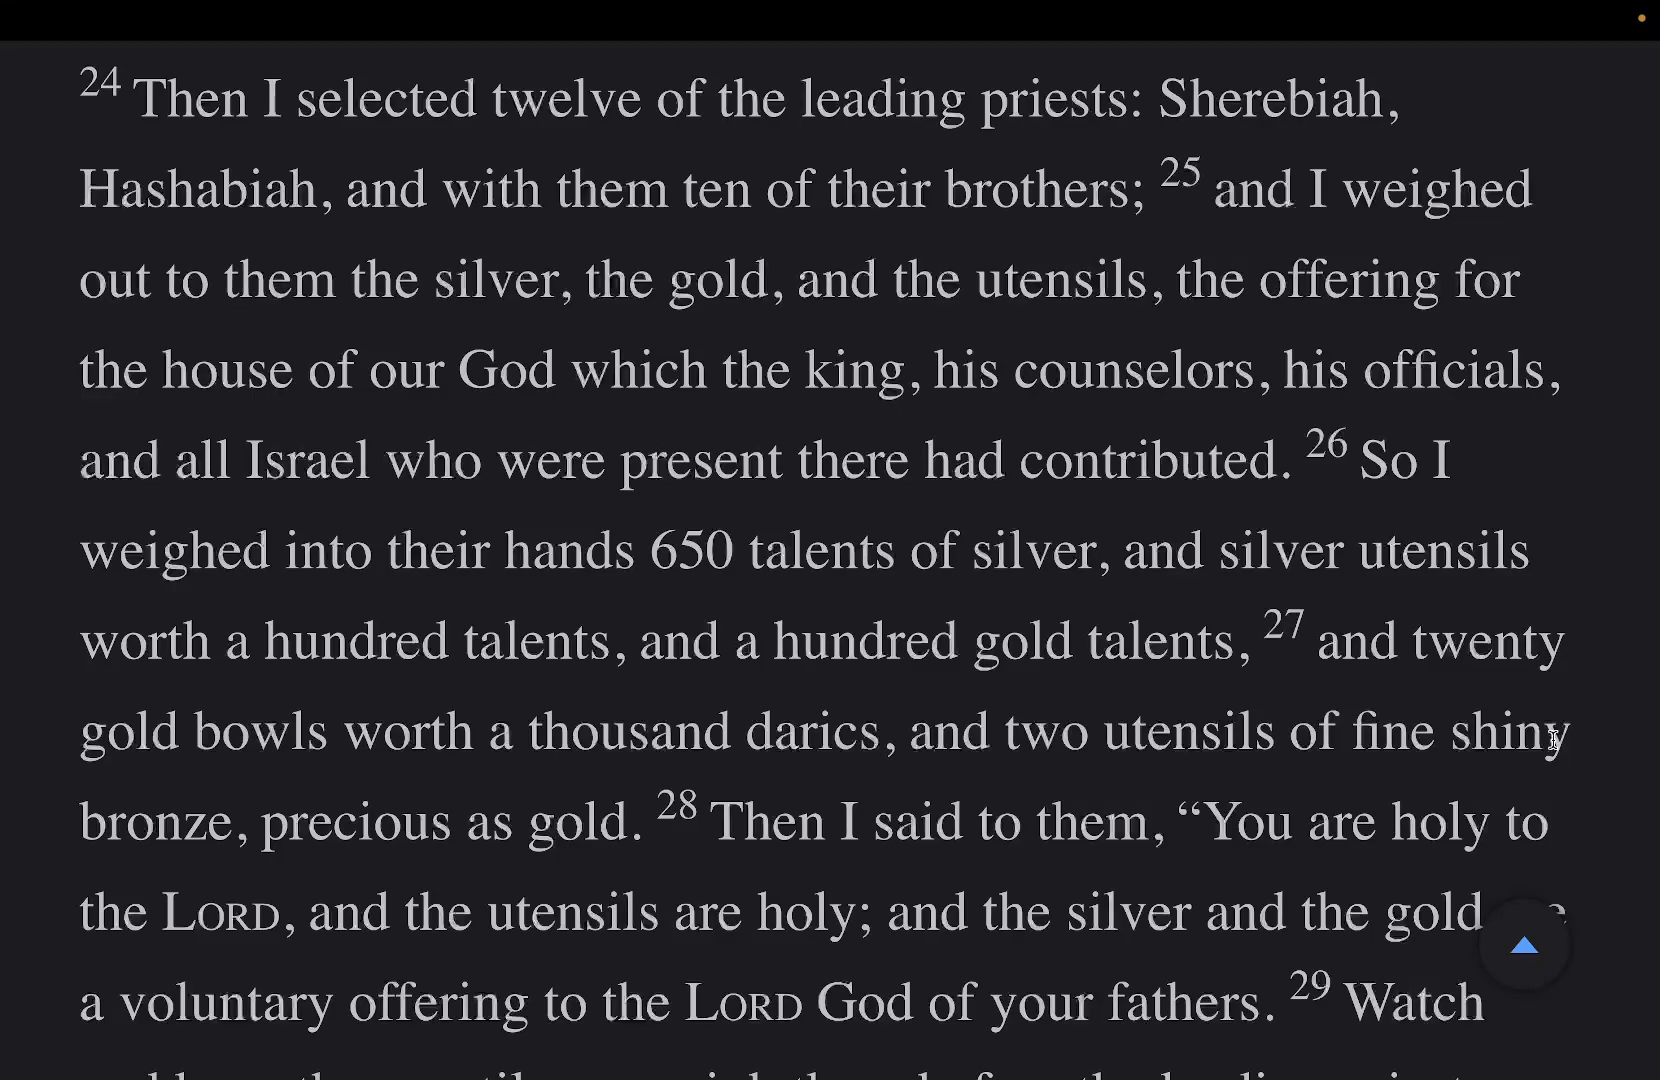 24 Then I selected twelve of the leading priests: Sherebiah,
Hashabiah, and with them ten of their brothers; 25 and I weighed
out to them the silver, the gold, and the utensils, the offering for
the house of our God which the king, his counselors, his officials,
and all Israel who were present there had contributed. 26 So I
weighed into their hands 650 talents of silver, and silver utensils
worth a hundred talents, and a hundred gold talents, 27 and twenty
gold bowls worth a thousand darics, and two utensils of fine shiny
bronze, precious as gold. 28 Then I said to them, “You are holy to
the LORD, and the utensils are holy; and the silver and the gold
a voluntary offering to the LORD God of your fathers. 29 Watch